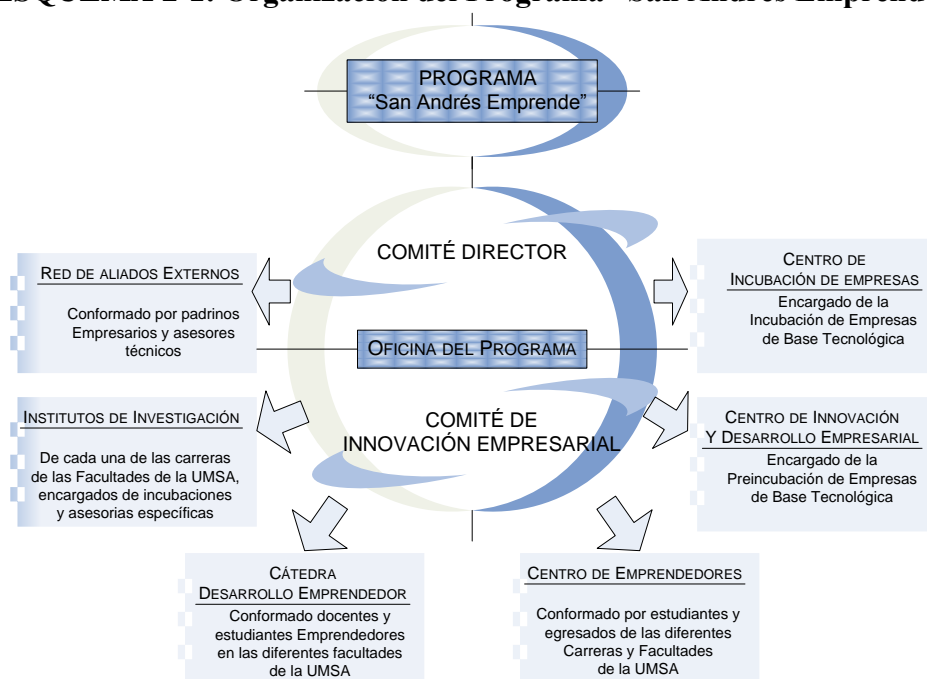 PROGRAMA
“San Andrés Emprende”
COMITÉ DIRECTOR
OFICINA DEL PROGRAMA
COMITÉ DE
INNOVACIÓN EMPRESARIAL
RED DE ALIADOS EXTERNOS
Conformado por padrinos
Empresarios y asesores
técnicos
INSTITUTOS DE INVESTIGACIÓN
De cada una de las carreras
de las Facultades de la UMSA,
encargados de incubaciones
y asesorias específicas
CÁTEDRA
DESARROLLO EMPRENDEDOR
Conformado docentes y
estudiantes Emprendedores
en las diferentes facultades
de la UMSA
CENTRO DE EMPRENDEDORES
Conformado por estudiantes y
egresados de las diferentes
Carreras y Facultades
de la UMSA
CENTRO DE INNOVACIÓN
Y DESARROLLO EMPRESARIAL
Encargado de la
Preincubación de Empresas
de Base Tecnológica
CENTRO DE
INCUBACIÓN DE EMPRESAS
Encargado de la
Incubación de Empresas
de Base Tecnológica